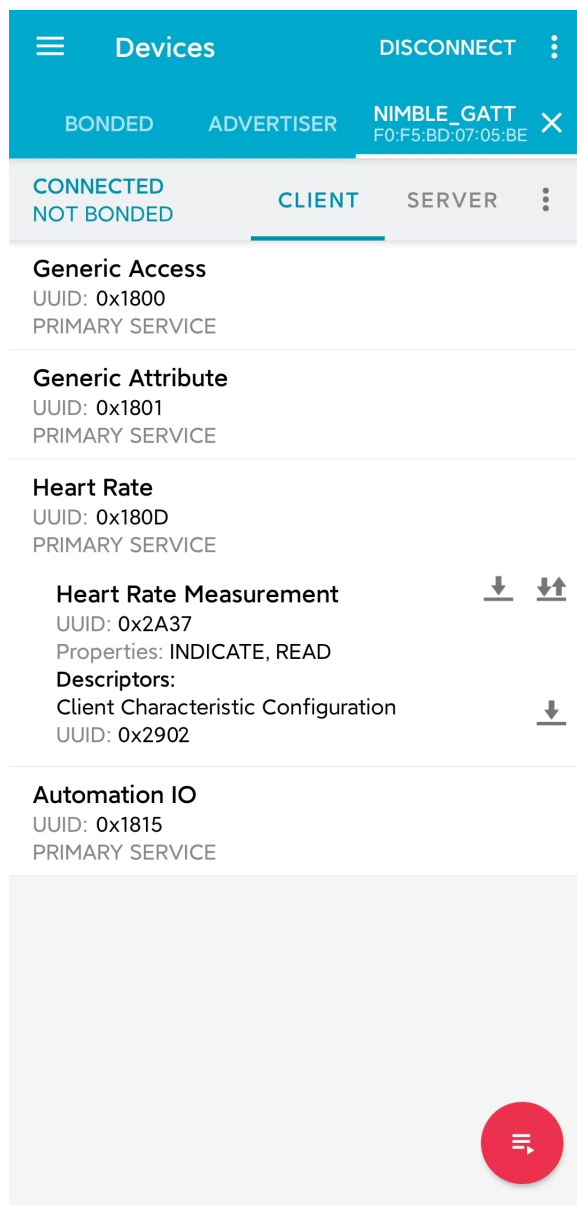 Devices
DISCONNECT
BONDED
ADVERTISER
NIMBLE_GATT
F0:F5:BD:07:05:BE
CONNECTED
NOT BONDED
CLIENT
SERVER
Generic Access
UUID: 0x1800
PRIMARY SERVICE
Generic Attribute
UUID: 0x1801
PRIMARY SERVICE
Heart Rate
UUID: 0x180D
PRIMARY SERVICE
Heart Rate Measurement
UUID: 0x2A37
Properties: INDICATE, READ
Descriptors:
Client Characteristic Configuration
UUID: 0x2902
Automation IO
UUID: 0x1815
PRIMARY SERVICE